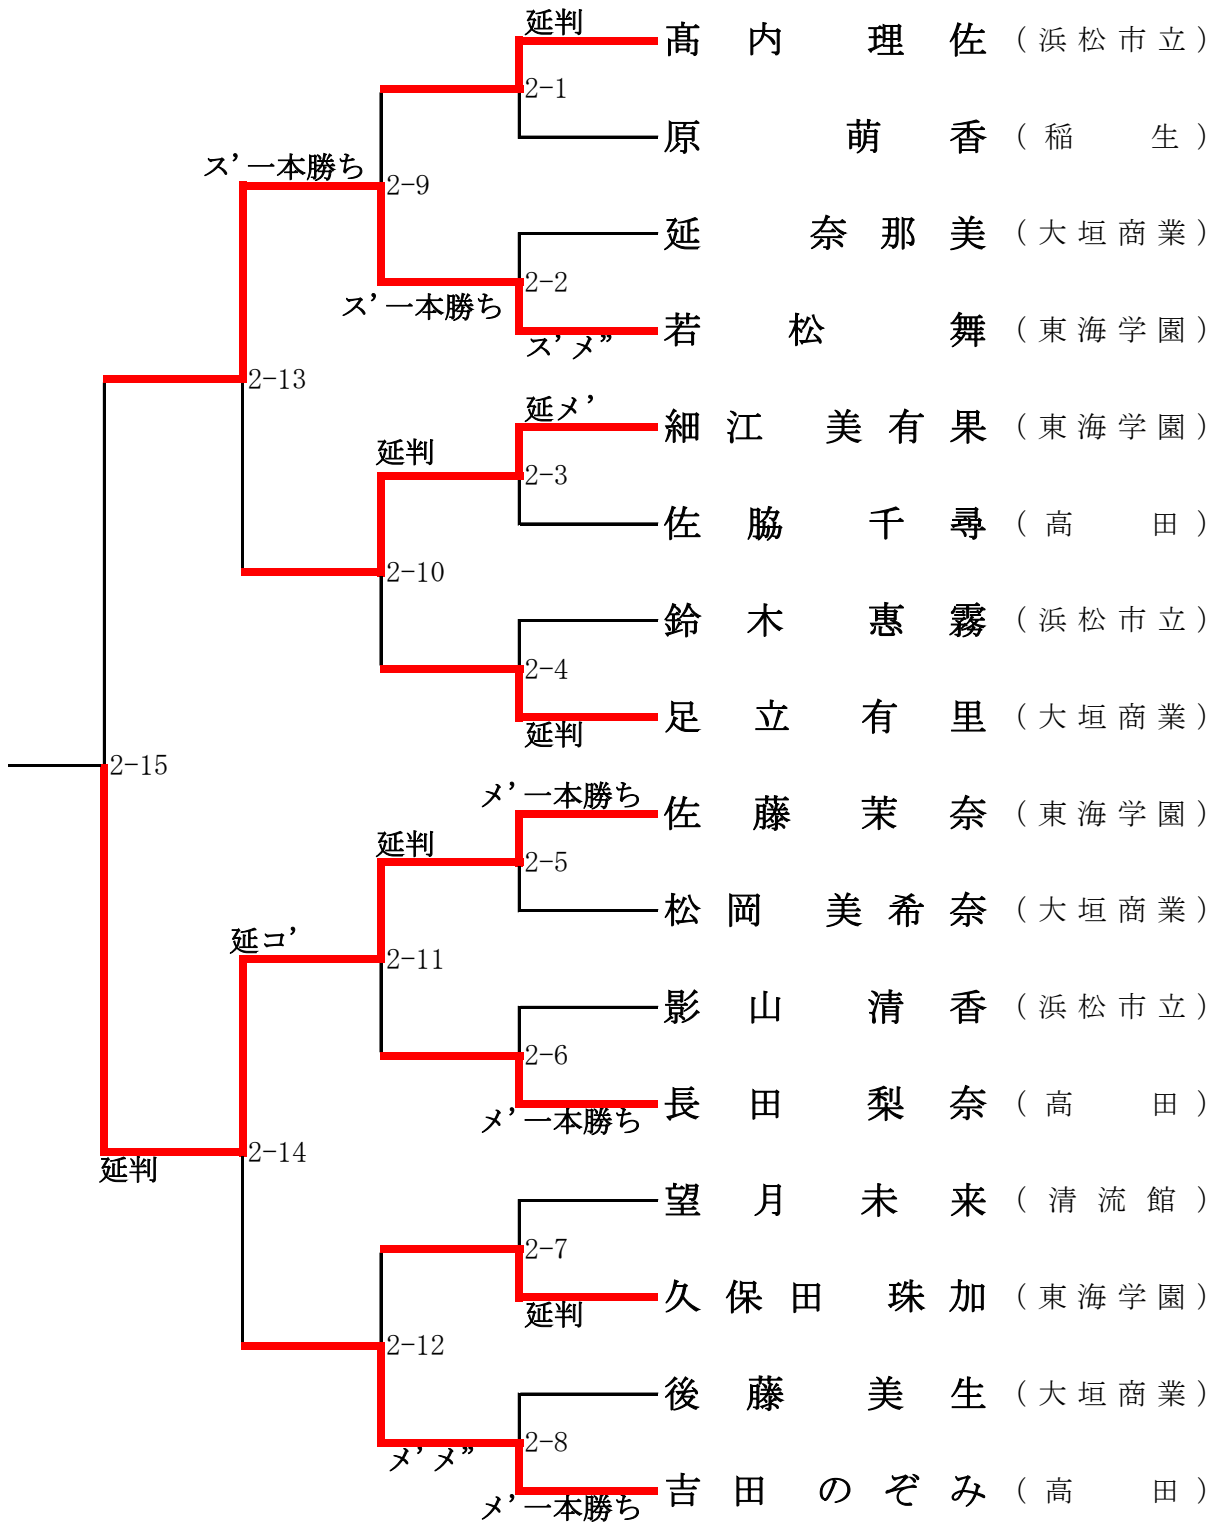 延判
髙内 理佐 （浜松市立）
2-1
原 萌香 （稲生）
ス’一本勝ち
2-9
延 奈那美 （大垣商業）
2-2
ス’一本勝ち
若松 舞 （東海学園）
ス’メ”
2-13
延メ’
細江 美有果 （東海学園）
延判
2-3
佐脇 千尋 （高田）
2-10
鈴木 惠霧 （浜松市立）
2-4
足立 有里 （大垣商業）
延判
2-15
メ’一本勝ち
佐藤 茉奈 （東海学園）
延判
2-5
松岡 美希奈 （大垣商業）
延コ’
2-11
影山 清香 （浜松市立）
2-6
長田 梨奈 （高田）
メ’一本勝ち
2-14
延判
望月 未来 （清流館）
2-7
久保田 珠加 （東海学園）
延判
2-12
後藤 美生 （大垣商業）
2-8
メ’メ”
吉田 のぞみ （高田）
メ’一本勝ち